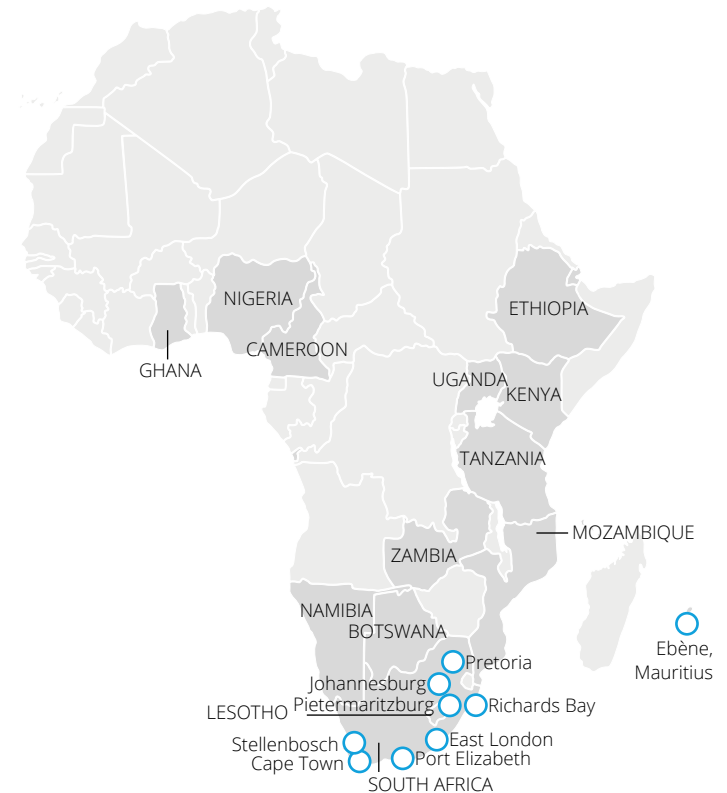 NIGERIA
ETHIOPIA
CAMEROON
GHANA
UGANDA
KENYA
TANZANIA
MOZAMBIQUE
ZAMBIA
NAMIBIA
BOTSWANA
Ebène,
Mauritius
Pretoria
Johannesburg
Pietermaritzburg
Richards Bay
LESOTHO
East London
Stellenbosch
Port Elizabeth
Cape Town
SOUTH AFRICA